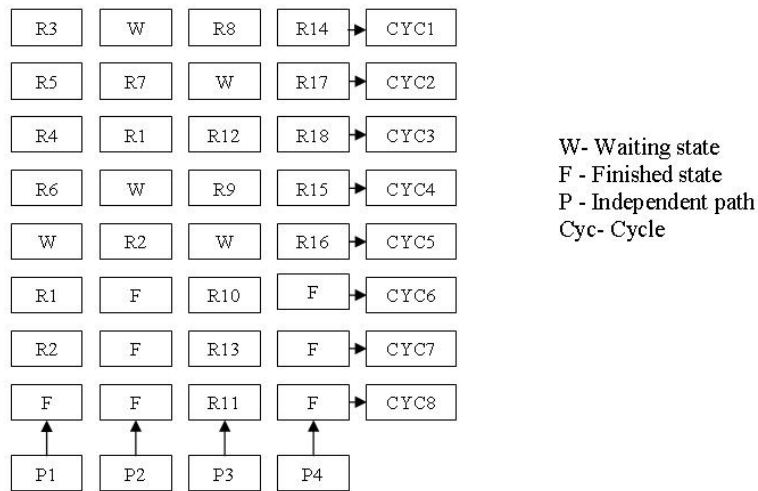 R3 W R8 R14 CYC1
R5 R7 W R17 CYC2
R4 R1 R12 R18 CYC3
R6 W R9 R15 CYC4
W R2 W R16 CYC5
R1 F R10 F CYC6
R2 F R13 F CYC7
F F R11 F CYC8
P1 P2 P3 P4
W- Waiting state
F - Finished state
P - Independent path
Cyc- Cycle